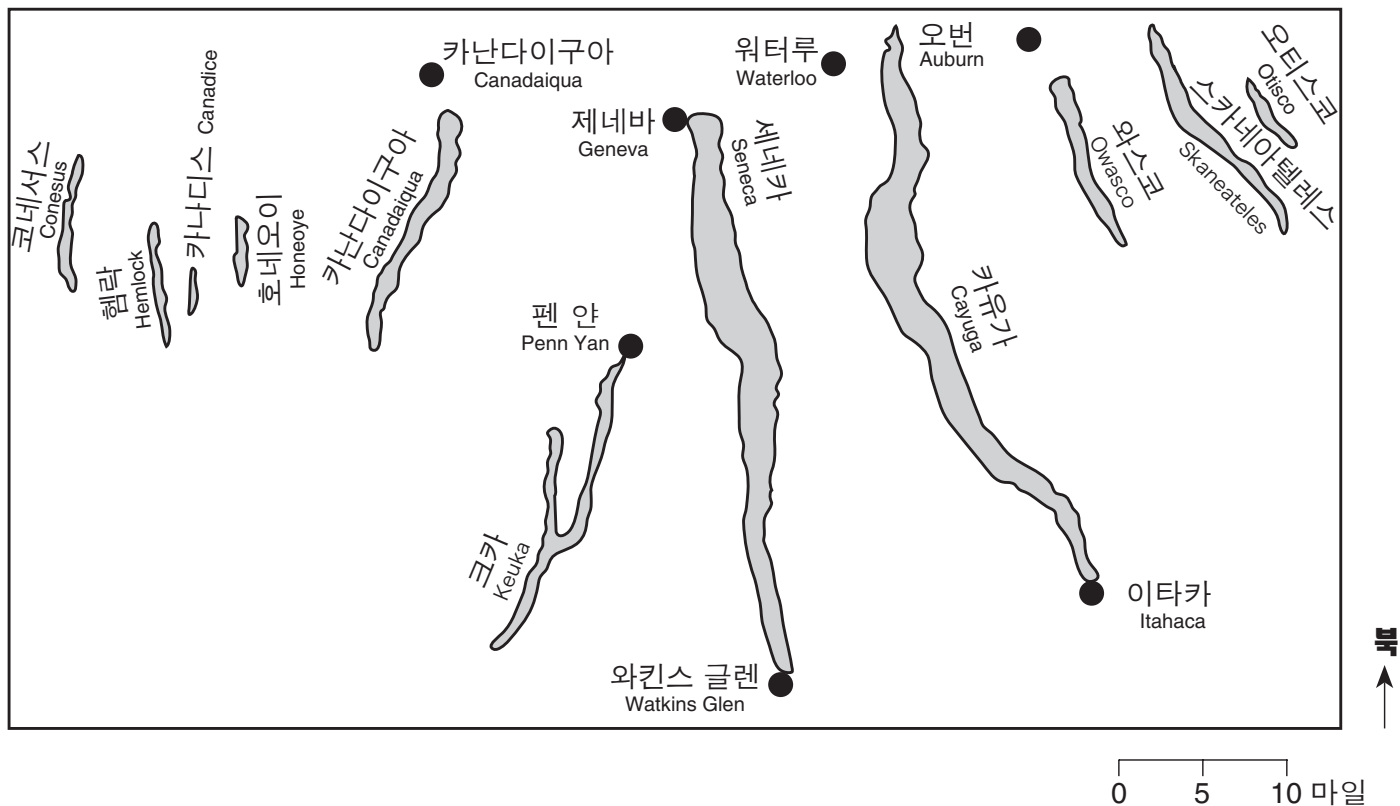 카난다이구아
Canadaiqua
워터루
Waterloo
오번
Auburn
오티스코
Otisco
스카네아텔레스
Skaneateles
와스코
Owasco
제네바
Geneva
세네카
Seneca
코네서스
Conesus
헴락
Hemlock
카나디스 Canadice
호네오이
Honeoye
카난다이구아
Canadaiqua
펜 얀
Penn Yan
카유가
Cayuga
크카
Keuka
이타카
Itahaca
와킨스 글렌
Watkins Glen
북
0 5 10 마일